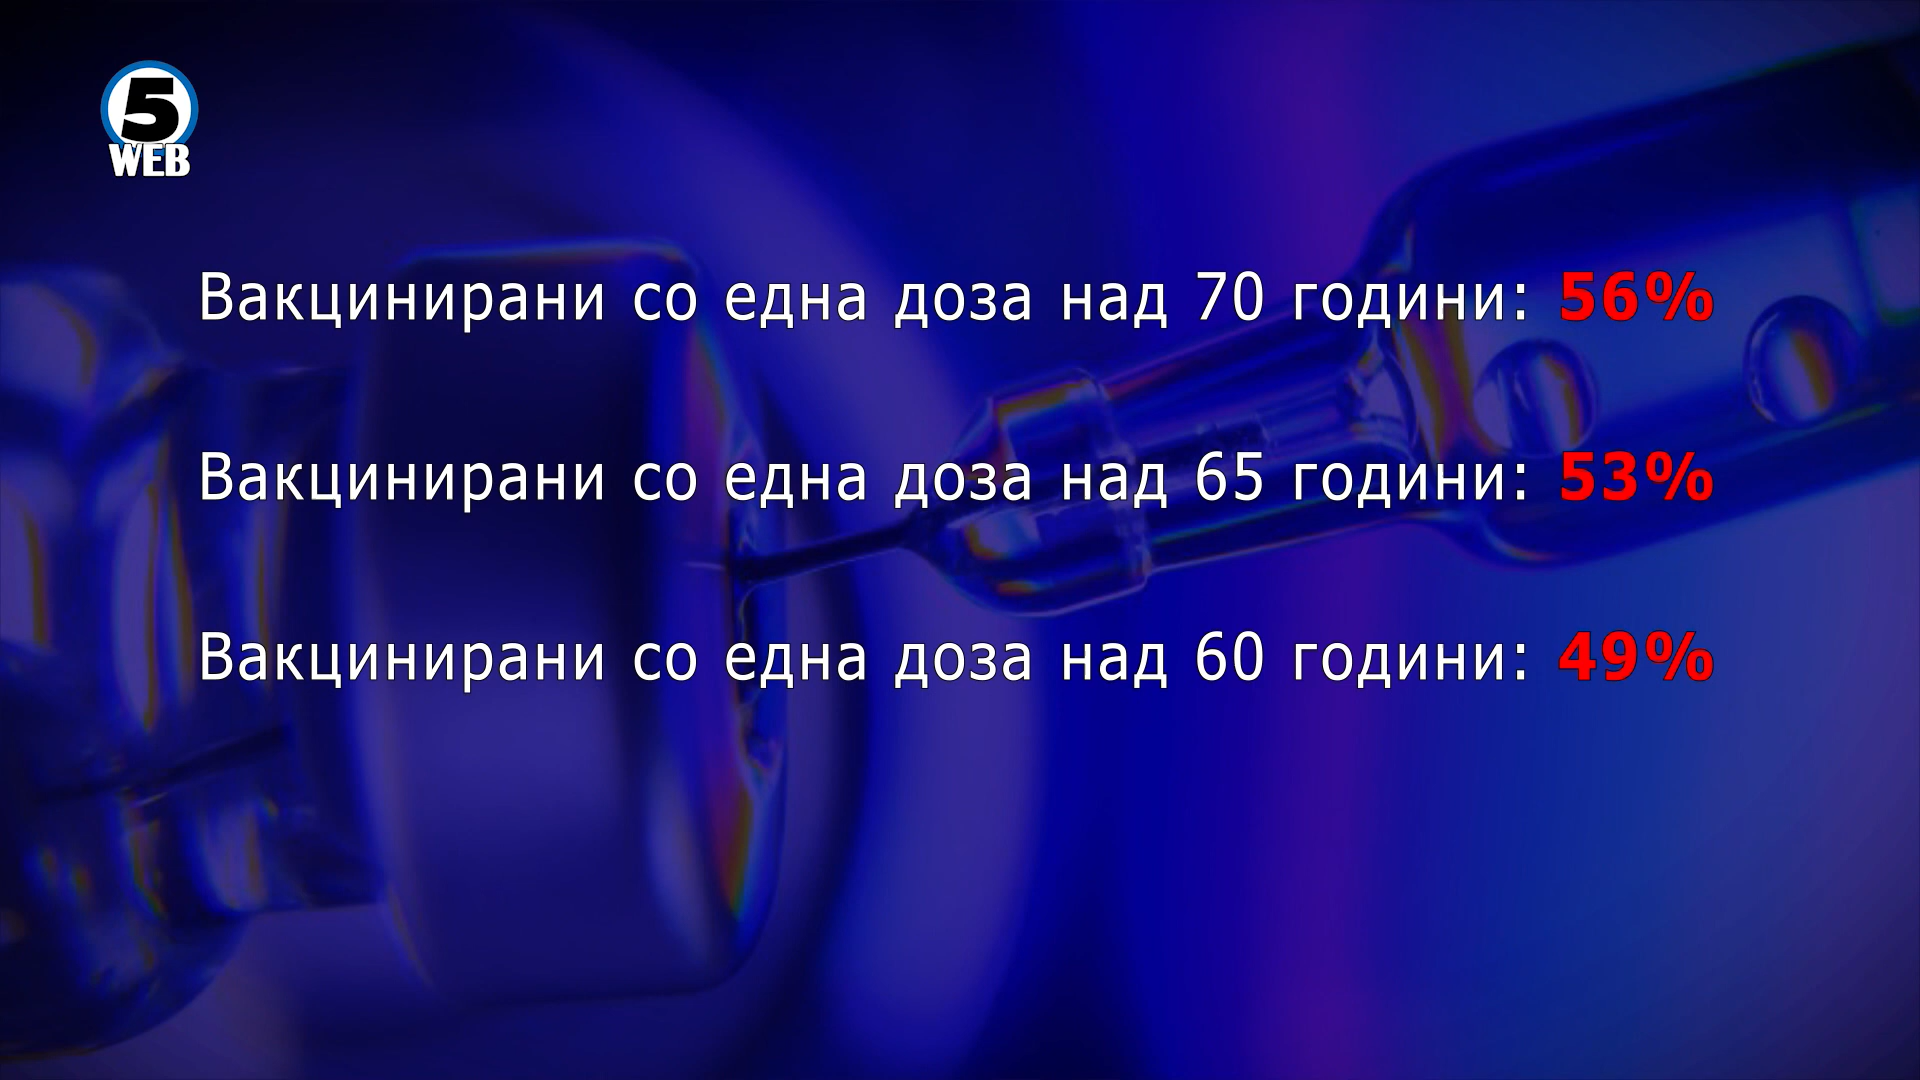 5
WEB
Вакцинирани со една доза над 70 години: 56%
Вакцинирани со една доза над 65 години: 53%
Вакцинирани со една доза над 60 години: 49%